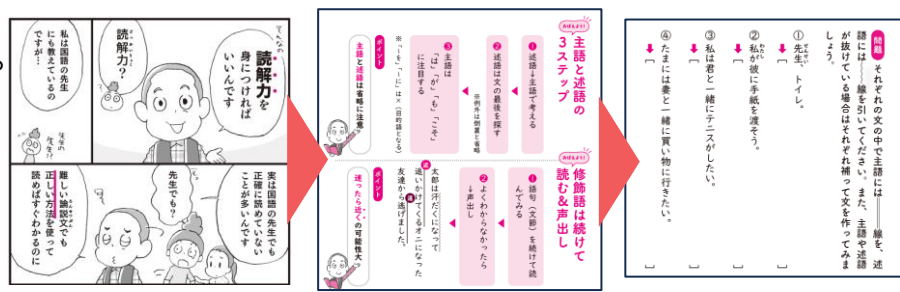 そんなの
読解力を
身につければ
いいんです
読解力?
私は国語の先生
にも教えているの
ですが…
先生の
先生!?
実は国語の先生でも
正確に読めていない
ことが多いんです
先生でも?
難しい論説文でも
正しい方法を使って
読めばすぐわかるのに
おぼえよう!
主語と述語の
3ステップ
❶ 述語→主語で考える
❷ 述語は文の最後を探す
※例外は倒置と省略
❸ 主語は
「は」「が」「も」「こそ」
に注目する
※「~を」「~に」は×(目的語となる)
ポイント
主語と述語は省略に注意
おぼえよう!
修飾語は続けて
読む&声出し
❶ 語句(文節)を続けて読
んでみる
❷ よくわからなかったら
→声出し
太郎は汗だくになって
追いかけてくるオニになった
友達から逃げました。
ポイント
迷ったら近くの可能性大
問題 それぞれの文の中で主語には――線を、述
語には〰〰線を引いてください。また、主語や述語
が抜けている場合はそれぞれ補って文を作ってみま
しょう。
① 先生、トイレ。
② 私が彼に手紙を渡そう。
③ 私は君と一緒にテニスがしたい。
④ たまには妻と一緒に買い物に行きたい。